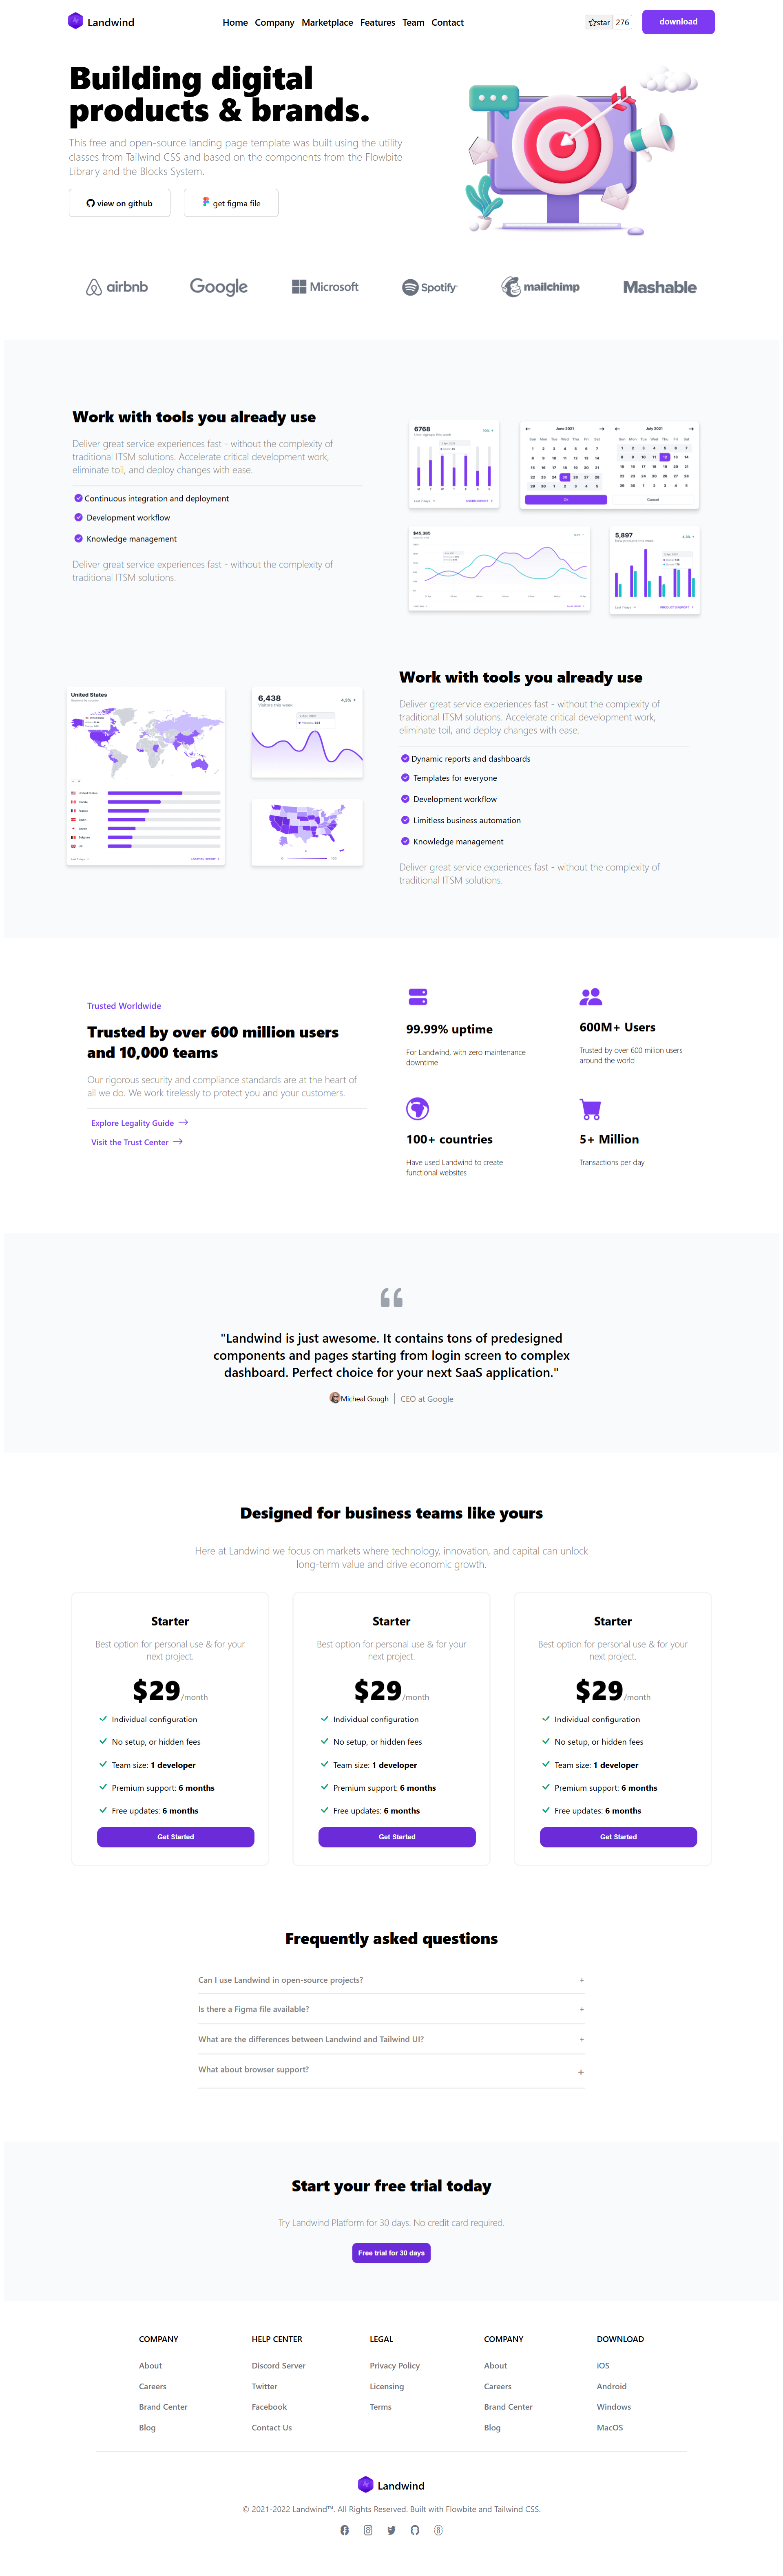 Landwind
Home Company Marketplace Features Team Contact
star 276
download
Building digital
products & brands.
This free and open-source landing page template was built using the utility
classes from Tailwind CSS and based on the components from the Flowbite
Library and the Blocks System.
view on github
get figma file
airbnb Google Microsoft Spotify mailchimp Mashable
Work with tools you already use
Deliver great service experiences fast - without the complexity of
traditional ITSM solutions. Accelerate critical development work,
eliminate toil, and deploy changes with ease.
Continuous integration and deployment
Development workflow
Knowledge management
Deliver great service experiences fast - without the complexity of
traditional ITSM solutions.
6768
June 2021
July 2021
Cancel
$45,385
5,897
United States
6,438
Visitors this week
Work with tools you already use
Deliver great service experiences fast - without the complexity of
traditional ITSM solutions. Accelerate critical development work,
eliminate toil, and deploy changes with ease.
Dynamic reports and dashboards
Templates for everyone
Development workflow
Limitless business automation
Knowledge management
Deliver great service experiences fast - without the complexity of
traditional ITSM solutions.
Trusted Worldwide
Trusted by over 600 million users
and 10,000 teams
Our rigorous security and compliance standards are at the heart of
all we do. We work tirelessly to protect you and your customers.
Explore Legality Guide
Visit the Trust Center
99.99% uptime
For Landwind, with zero maintenance
downtime
600M+ Users
Trusted by over 600 milion users
around the world
100+ countries
Have used Landwind to create
functional websites
5+ Million
Transactions per day
"Landwind is just awesome. It contains tons of predesigned
components and pages starting from login screen to complex
dashboard. Perfect choice for your next SaaS application."
Micheal Gough
CEO at Google
Designed for business teams like yours
Here at Landwind we focus on markets where technology, innovation, and capital can unlock
long-term value and drive economic growth.
Starter
Best option for personal use & for your
next project.
$29/month
Individual configuration
No setup, or hidden fees
Team size: 1 developer
Premium support: 6 months
Free updates: 6 months
Get Started
Starter
Best option for personal use & for your
next project.
$29/month
Individual configuration
No setup, or hidden fees
Team size: 1 developer
Premium support: 6 months
Free updates: 6 months
Get Started
Starter
Best option for personal use & for your
next project.
$29/month
Individual configuration
No setup, or hidden fees
Team size: 1 developer
Premium support: 6 months
Free updates: 6 months
Get Started
Frequently asked questions
Can I use Landwind in open-source projects? +
Is there a Figma file available? +
What are the differences between Landwind and Tailwind UI? +
What about browser support? +
Start your free trial today
Try Landwind Platform for 30 days. No credit card required.
Free trial for 30 days
COMPANY
About
Careers
Brand Center
Blog
HELP CENTER
Discord Server
Twitter
Facebook
Contact Us
LEGAL
Privacy Policy
Licensing
Terms
COMPANY
About
Careers
Brand Center
Blog
DOWNLOAD
iOS
Android
Windows
MacOS
Landwind
© 2021-2022 Landwind™. All Rights Reserved. Built with Flowbite and Tailwind CSS.